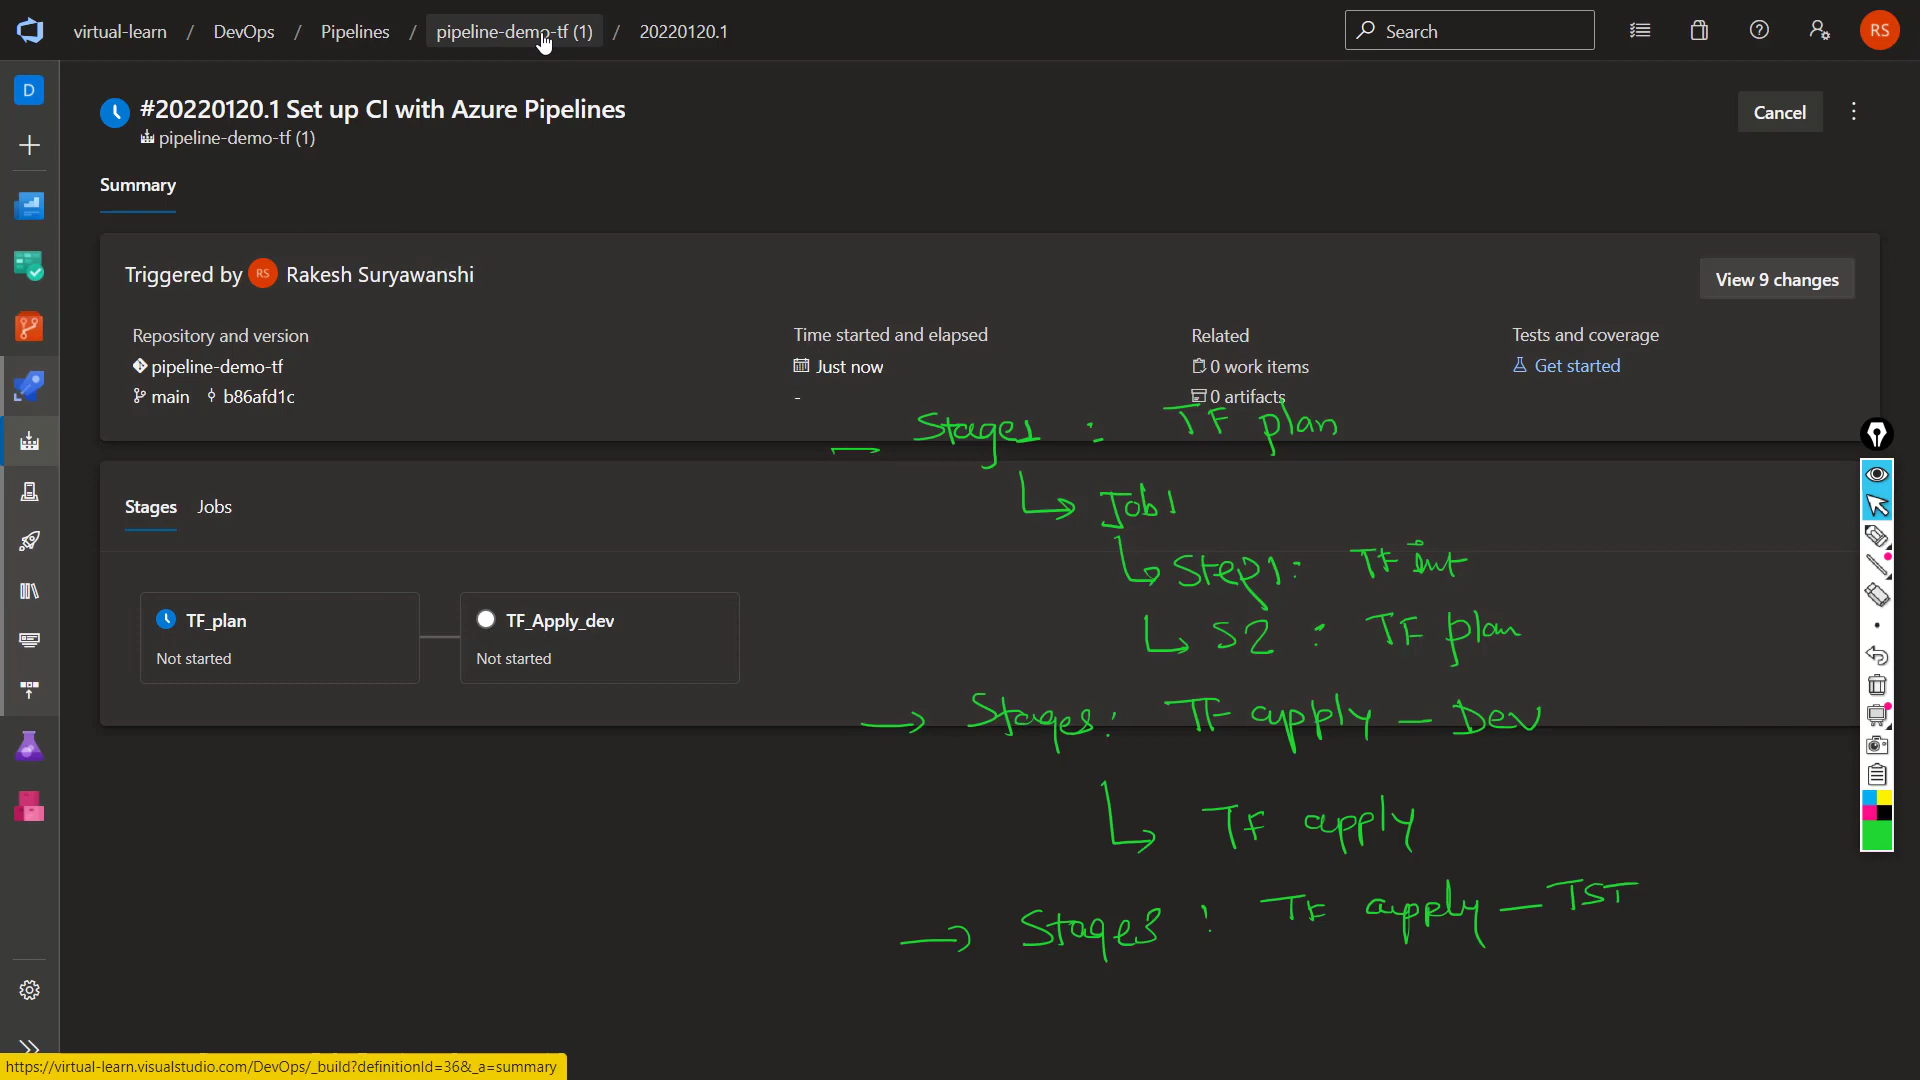 virtual-learn / DevOps / Pipelines / pipeline-demo-tf (1) / 20220120.1
Search
RS
D
#20220120.1 Set up CI with Azure Pipelines
pipeline-demo-tf (1)
Cancel
Summary
Triggered by RS Rakesh Suryawanshi
View 9 changes
Repository and version
Time started and elapsed
Related
Tests and coverage
pipeline-demo-tf
Just now
0 work items
Get started
main b86afd1c
-
0 artifacts
— Stage1 : TF plan
Stages Jobs
Job1
Step1: TF init
TF_plan
Not started
TF_Apply_dev
Not started
S2 : TF plan
→ Stages: TF apply — Dev
TF apply
→ Stage3 : TF apply — TST
https://virtual-learn.visualstudio.com/DevOps/_build?definitionId=36&_a=summary